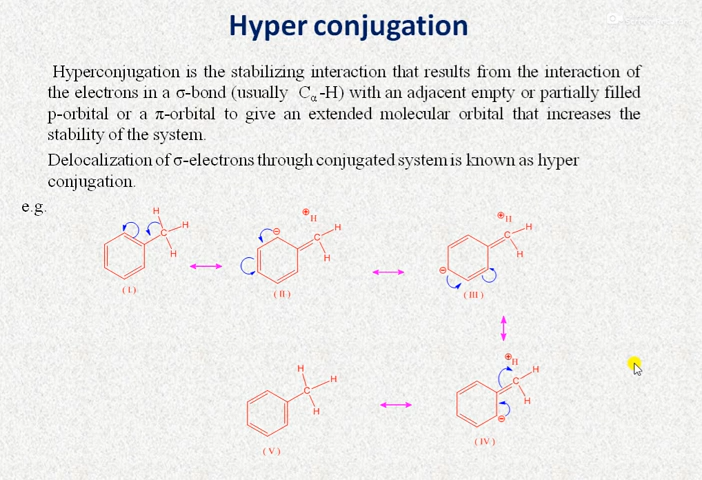 Hyper conjugation
Hyperconjugation is the stabilizing interaction that results from the interaction of
the electrons in a σ-bond (usually Cα-H) with an adjacent empty or partially filled
p-orbital or a π-orbital to give an extended molecular orbital that increases the
stability of the system.
Delocalization of σ-electrons through conjugated system is known as hyper
conjugation.
e.g.
H
C
H
H
(I)
⊖
⊕
H
C
H
H
(II)
⊖
⊕
H
C
H
H
(III)
H
C
H
H
(V)
⊕
H
C
H
H
⊖
(IV)